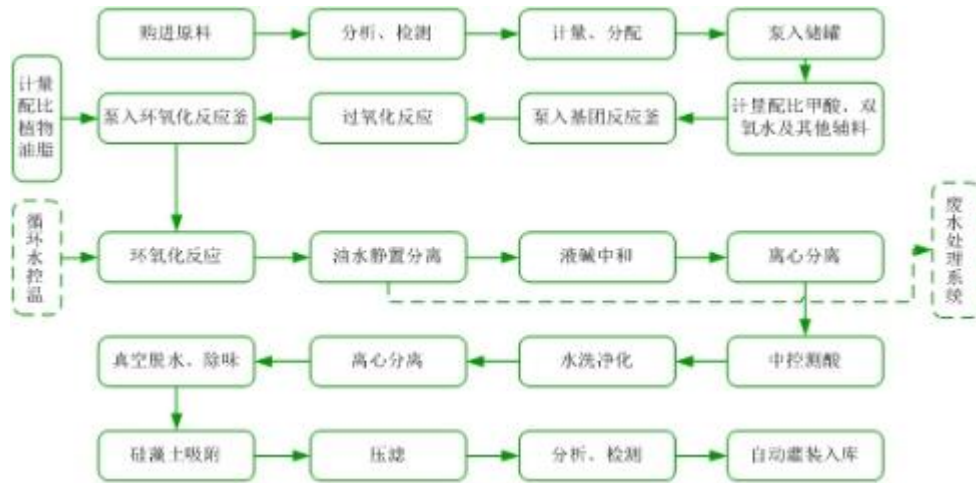 购进原料
分析、检测
计量、分配
泵入储罐
计量
配比
植物
油脂
泵入环氧化反应釜
过氧化反应
泵入基团反应釜
计量配比甲酸、双
氧水及其他辅料
循
环
水
控
温
环氧化反应
油水静置分离
液碱中和
离心分离
废
水
处
理
系
统
真空脱水、除味
离心分离
水洗净化
中控测酸
硅藻土吸附
压滤
分析、检测
自动灌装入库